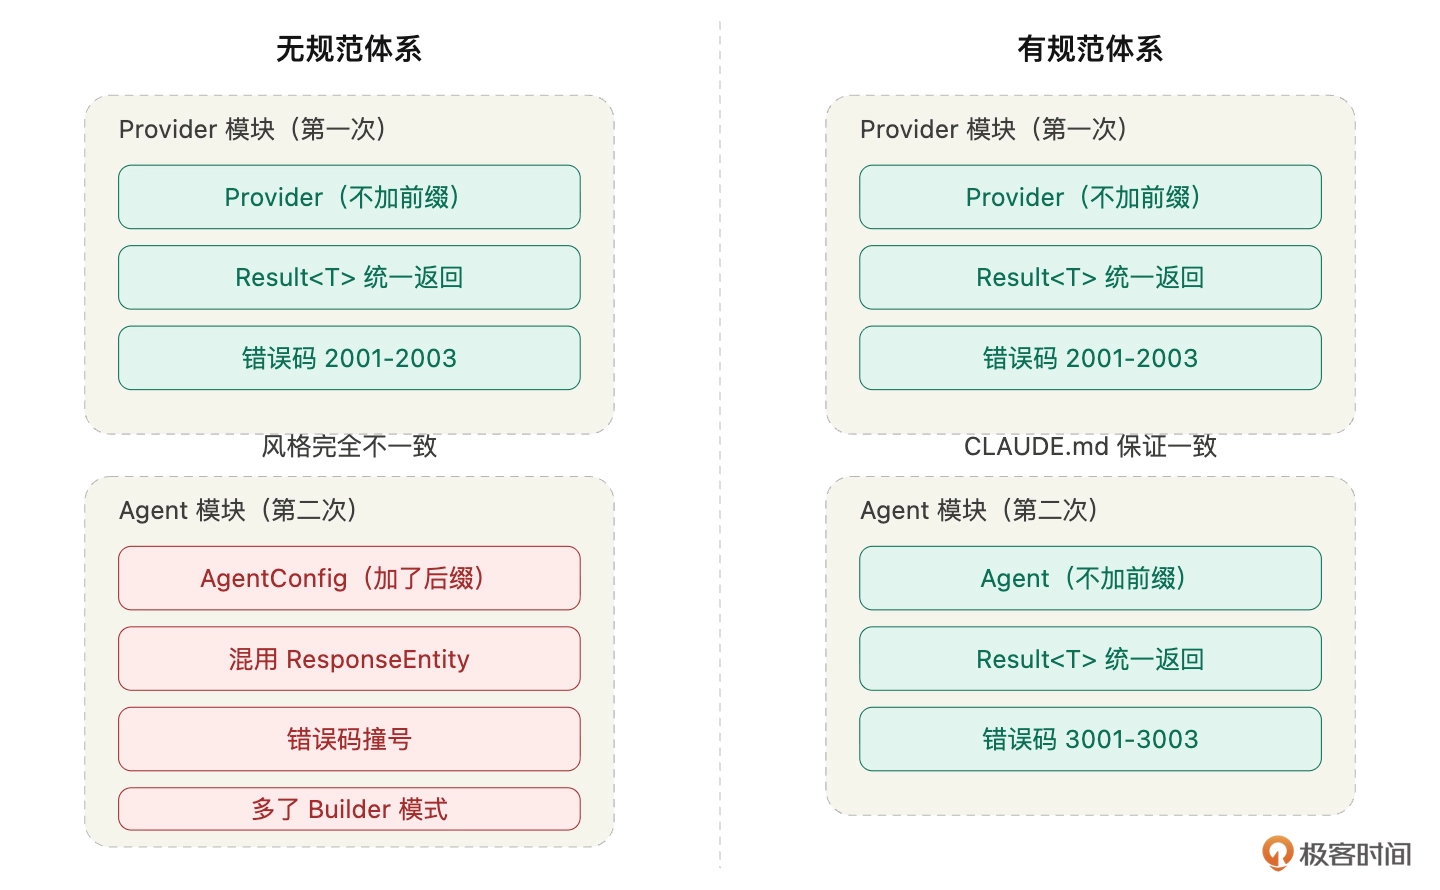 无规范体系
Provider 模块（第一次）
Provider（不加前缀）
Result<T> 统一返回
错误码 2001-2003
风格完全不一致
Agent 模块（第二次）
AgentConfig（加了后缀）
混用 ResponseEntity
错误码撞号
多了 Builder 模式
有规范体系
Provider 模块（第一次）
Provider（不加前缀）
Result<T> 统一返回
错误码 2001-2003
CLAUDE.md 保证一致
Agent 模块（第二次）
Agent（不加前缀）
Result<T> 统一返回
错误码 3001-3003
极客时间